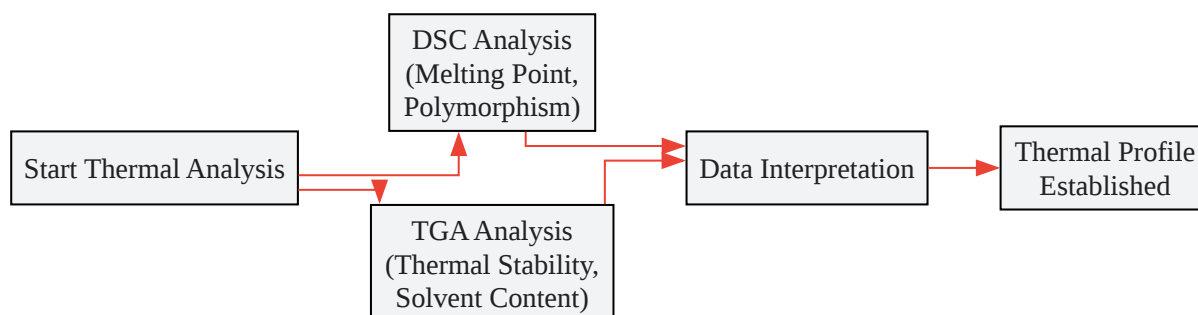 Start Thermal Analysis
DSC Analysis
(Melting Point,
Polymorphism)
TGA Analysis
(Thermal Stability,
Solvent Content)
Data Interpretation
Thermal Profile
Established